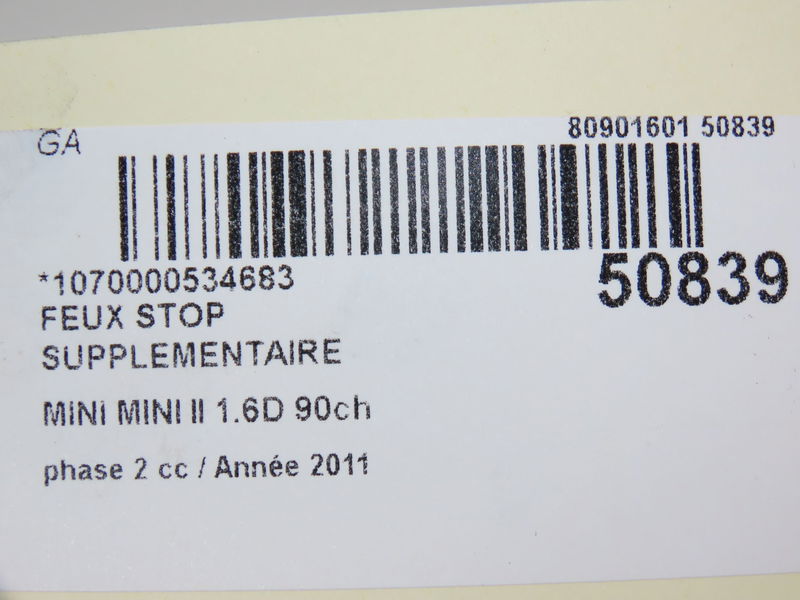 GA
80901601 50839
*1070000534683
50839
FEUX STOP
SUPPLEMENTAIRE
MINI MINI II 1.6D 90ch
phase 2 cc / Année 2011